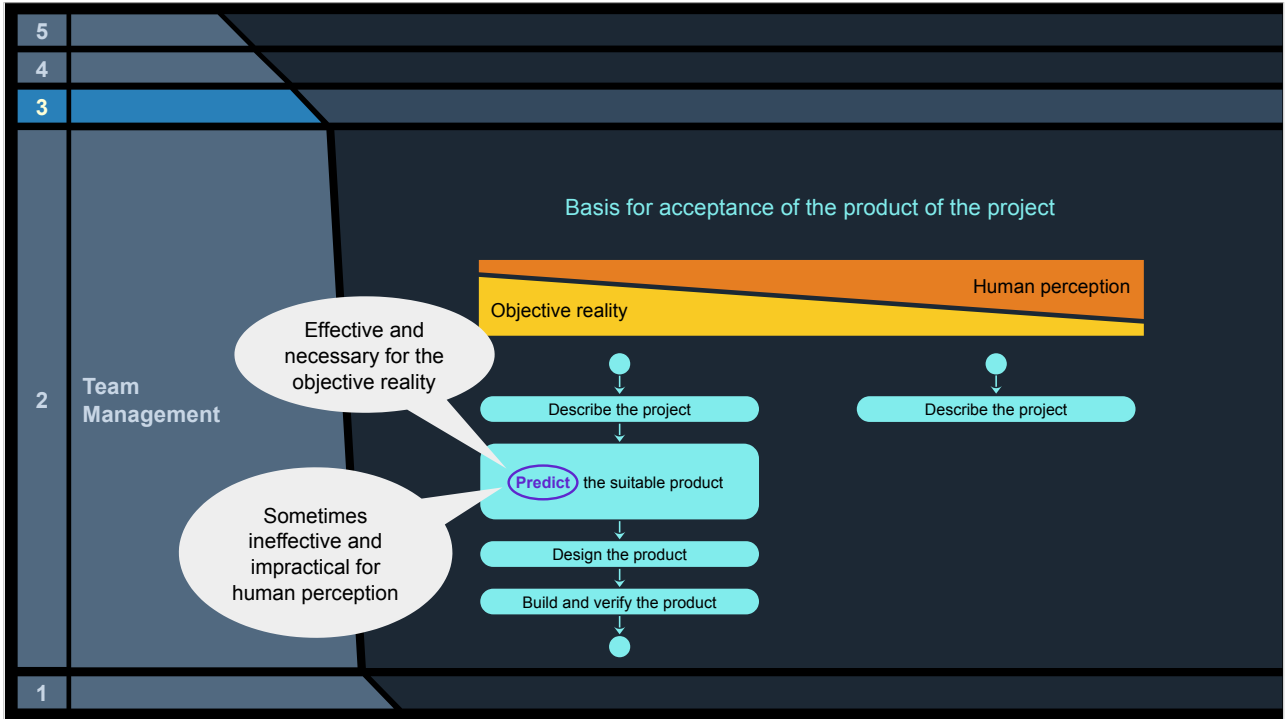 5
4
3
2
Team
Management
1
Basis for acceptance of the product of the project
Human perception
Objective reality
Effective and
necessary for the
objective reality
Describe the project
Describe the project
Predict the suitable product
Sometimes
ineffective and
impractical for
human perception
Design the product
Build and verify the product